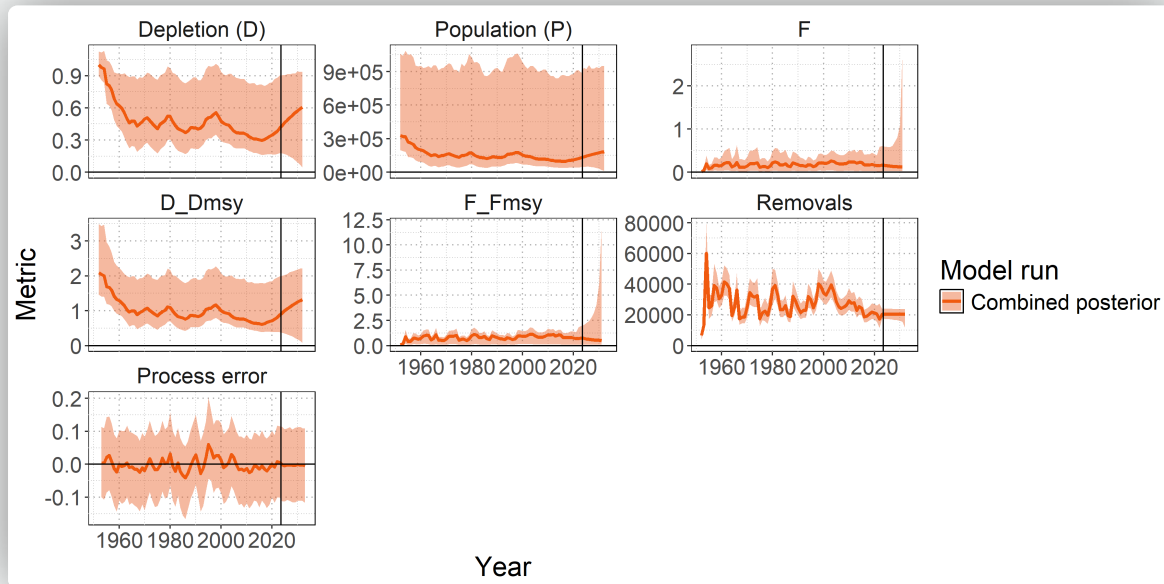 Depletion (D) Population (P) F
0.9 9e+05 2
0.6 6e+05
0.3 3e+05 1
0.0 0e+00 0
D_Dmsy F_Fmsy Removals
3 12.5 80000
10.0 60000
2 7.5
5.0 40000
1 2.5 20000
0 0.0 0
1960 1980 2000 2020 1960 1980 2000 2020
Process error
0.2
0.1
0.0
-0.1
1960 1980 2000 2020
Metric
Year
Model run
Combined posterior